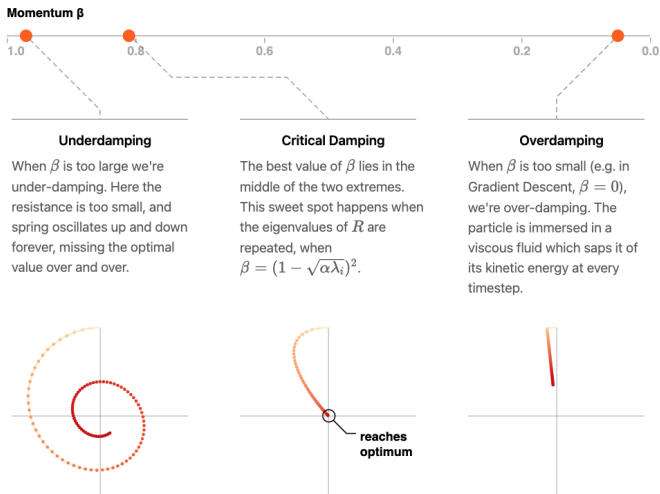 Momentum β
1.0 0.8 0.6 0.4 0.2 0.0
Underdamping
When β is too large we're
under-damping. Here the
resistance is too small, and
spring oscillates up and down
forever, missing the optimal
value over and over.
Critical Damping
The best value of β lies in the
middle of the two extremes.
This sweet spot happens when
the eigenvalues of R are
repeated, when
β = (1 − √αλᵢ)².
Overdamping
When β is too small (e.g. in
Gradient Descent, β = 0),
we're over-damping. The
particle is immersed in a
viscous fluid which saps it of
its kinetic energy at every
timestep.
reaches
optimum